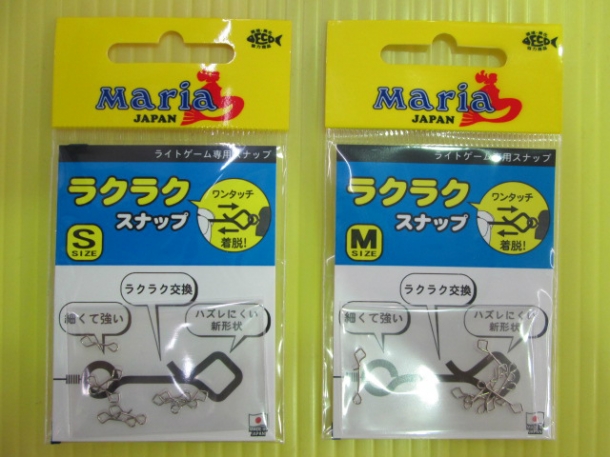 Maria
JAPAN
ライトゲーム専用スナップ
ラクラク
スナップ
ワンタッチ
着脱!
S
SIZE
ラクラク交換
細くて強い
ハズレにくい
新形状
MADE IN
JAPAN
Maria
JAPAN
ライトゲーム専用スナップ
ラクラク
スナップ
ワンタッチ
着脱!
M
SIZE
ラクラク交換
細くて強い
ハズレにくい
新形状